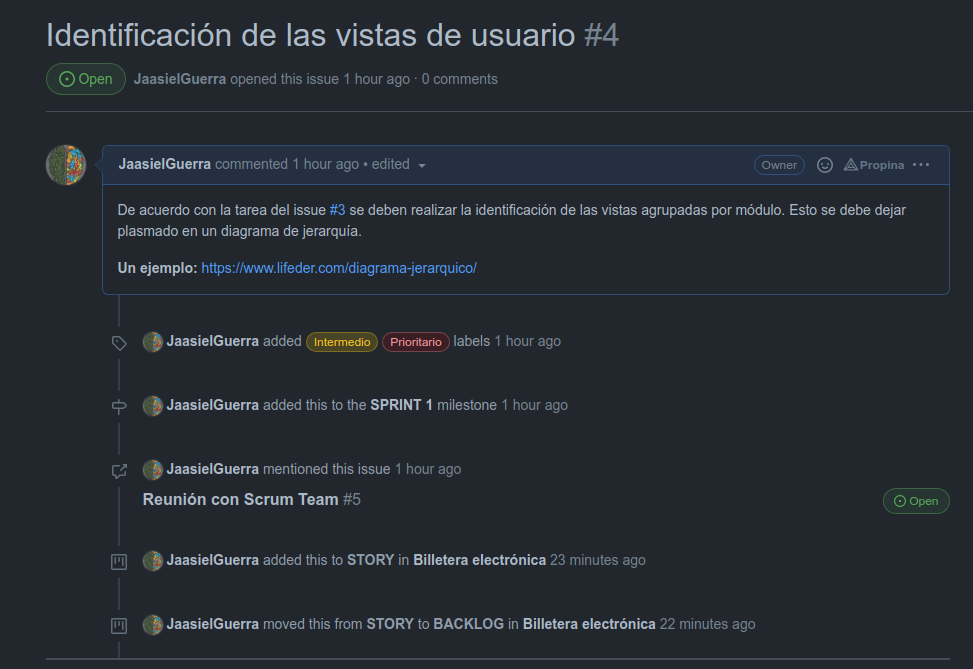 Identificación de las vistas de usuario #4
Open JaasielGuerra opened this issue 1 hour ago · 0 comments
JaasielGuerra commented 1 hour ago • edited Owner Propina ···
De acuerdo con la tarea del issue #3 se deben realizar la identificación de las vistas agrupadas por módulo. Esto se debe dejar
plasmado en un diagrama de jerarquía.
Un ejemplo: https://www.lifeder.com/diagrama-jerarquico/
JaasielGuerra added Intermedio Prioritario labels 1 hour ago
JaasielGuerra added this to the SPRINT 1 milestone 1 hour ago
JaasielGuerra mentioned this issue 1 hour ago
Reunión con Scrum Team #5 Open
JaasielGuerra added this to STORY in Billetera electrónica 23 minutes ago
JaasielGuerra moved this from STORY to BACKLOG in Billetera electrónica 22 minutes ago